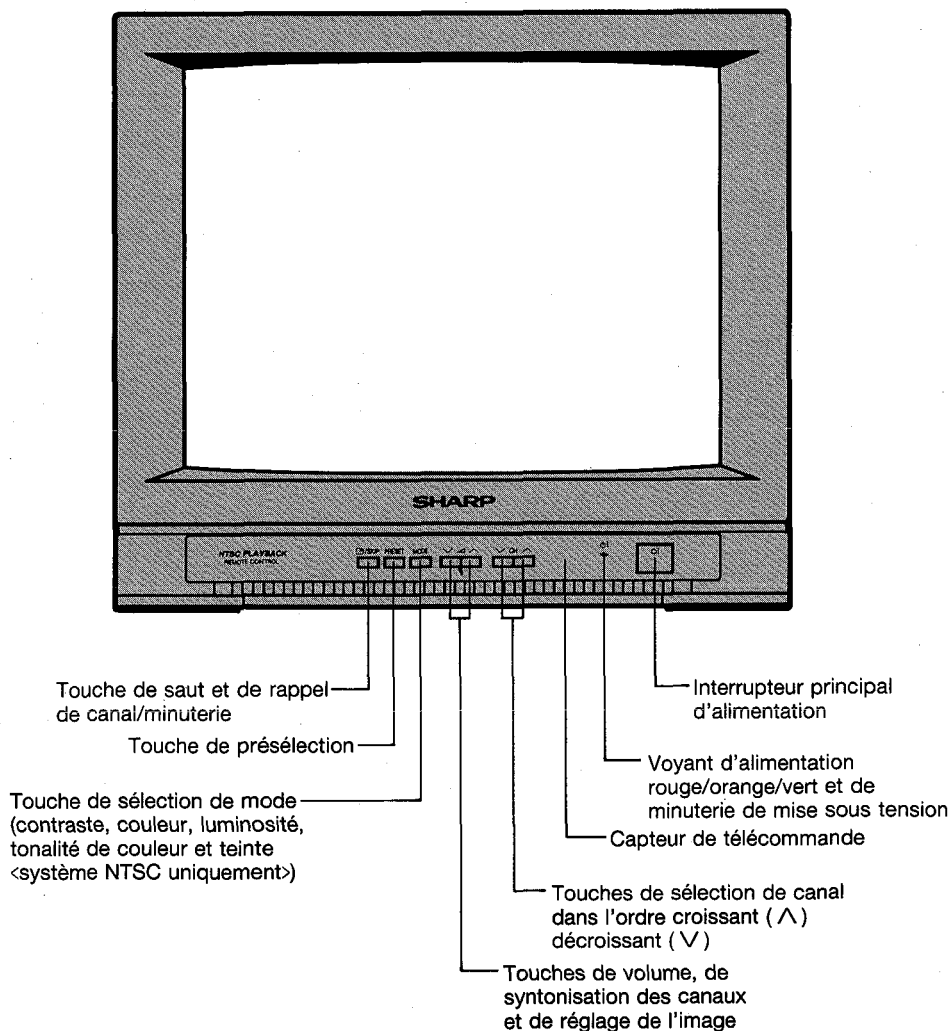 SHARP
NTSC PLAYBACK
REMOTE CONTROL
/SKIP PRESET MODE ∨ ∧ ∨ CH ∧
Touche de saut et de rappel
de canal/minuterie
Touche de présélection
Touche de sélection de mode
(contraste, couleur, luminosité,
tonalité de couleur et teinte
<système NTSC uniquement>)
Interrupteur principal
d'alimentation
Voyant d'alimentation
rouge/orange/vert et de
minuterie de mise sous tension
Capteur de télécommande
Touches de sélection de canal
dans l'ordre croissant ( ∧ )
décroissant ( ∨ )
Touches de volume, de
syntonisation des canaux
et de réglage de l'image